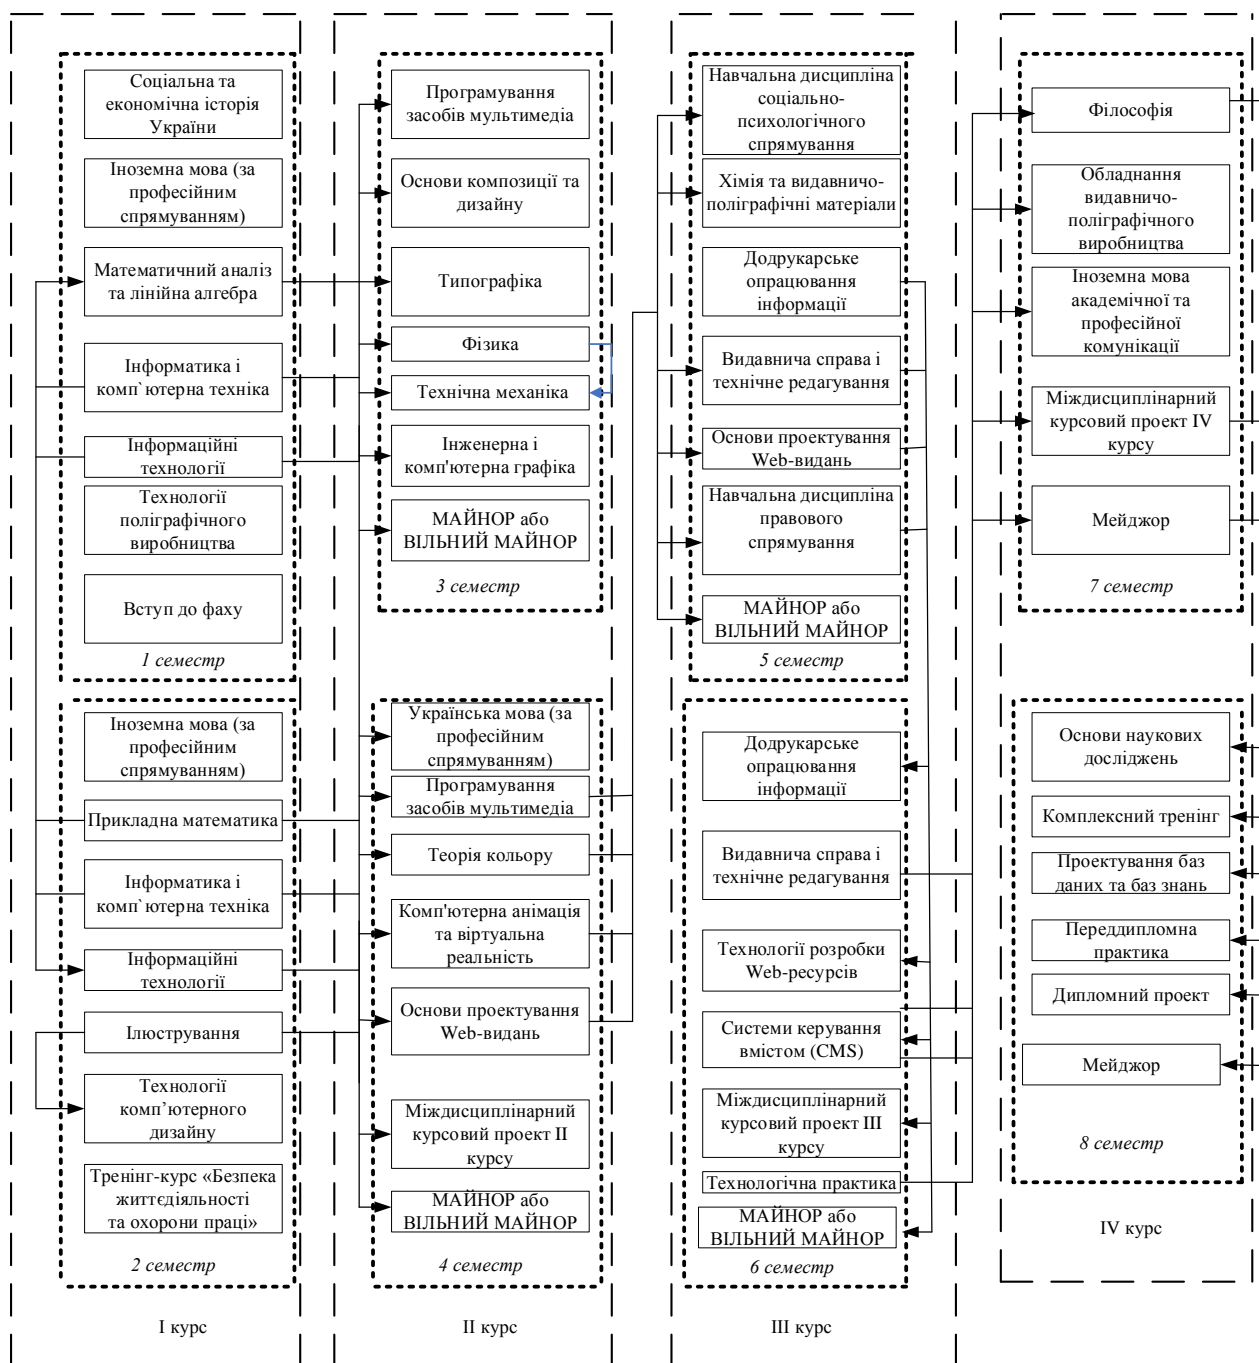 Соціальна та
економічна історія
України
Іноземна мова (за
професійним
спрямуванням)
Математичний аналіз
та лінійна алгебра
Інформатика і
комп`ютерна техніка
Інформаційні
технології
Технології
поліграфічного
виробництва
Вступ до фаху
1 семестр
Іноземна мова (за
професійним
спрямуванням)
Прикладна математика
Інформатика і
комп`ютерна техніка
Інформаційні
технології
Ілюстрування
Технології
комп’ютерного
дизайну
Тренінг-курс «Безпека
життєдіяльності
та охорони праці»
2 семестр
І курс
Програмування
засобів мультимедіа
Основи композиції та
дизайну
Типографіка
Фізика
Технічна механіка
Інженерна і
комп'ютерна графіка
МАЙНОР або
ВІЛЬНИЙ МАЙНОР
3 семестр
Українська мова (за
професійним
спрямуванням)
Програмування
засобів мультимедіа
Теорія кольору
Комп'ютерна анімація
та віртуальна
реальність
Основи проектування
Web-видань
Міждисциплінарний
курсовий проект ІІ
курсу
МАЙНОР або
ВІЛЬНИЙ МАЙНОР
4 семестр
ІІ курс
Навчальна дисципліна
соціально-
психологічного
спрямування
Хімія та видавничо-
поліграфічні матеріали
Додрукарське
опрацювання
інформації
Видавнича справа і
технічне редагування
Основи проектування
Web-видань
Навчальна дисципліна
правового
спрямування
МАЙНОР або
ВІЛЬНИЙ МАЙНОР
5 семестр
Додрукарське
опрацювання
інформації
Видавнича справа і
технічне редагування
Технології розробки
Web-ресурсів
Системи керування
вмістом (CMS)
Міждисциплінарний
курсовий проект ІІІ
курсу
Технологічна практика
МАЙНОР або
ВІЛЬНИЙ МАЙНОР
6 семестр
ІІІ курс
Філософія
Обладнання
видавничо-
поліграфічного
виробництва
Іноземна мова
академічної та
професійної
комунікації
Міждисциплінарний
курсовий проект IV
курсу
Мейджор
7 семестр
Основи наукових
досліджень
Комплексний тренінг
Проектування баз
даних та баз знань
Переддипломна
практика
Дипломний проект
Мейджор
8 семестр
IV курс